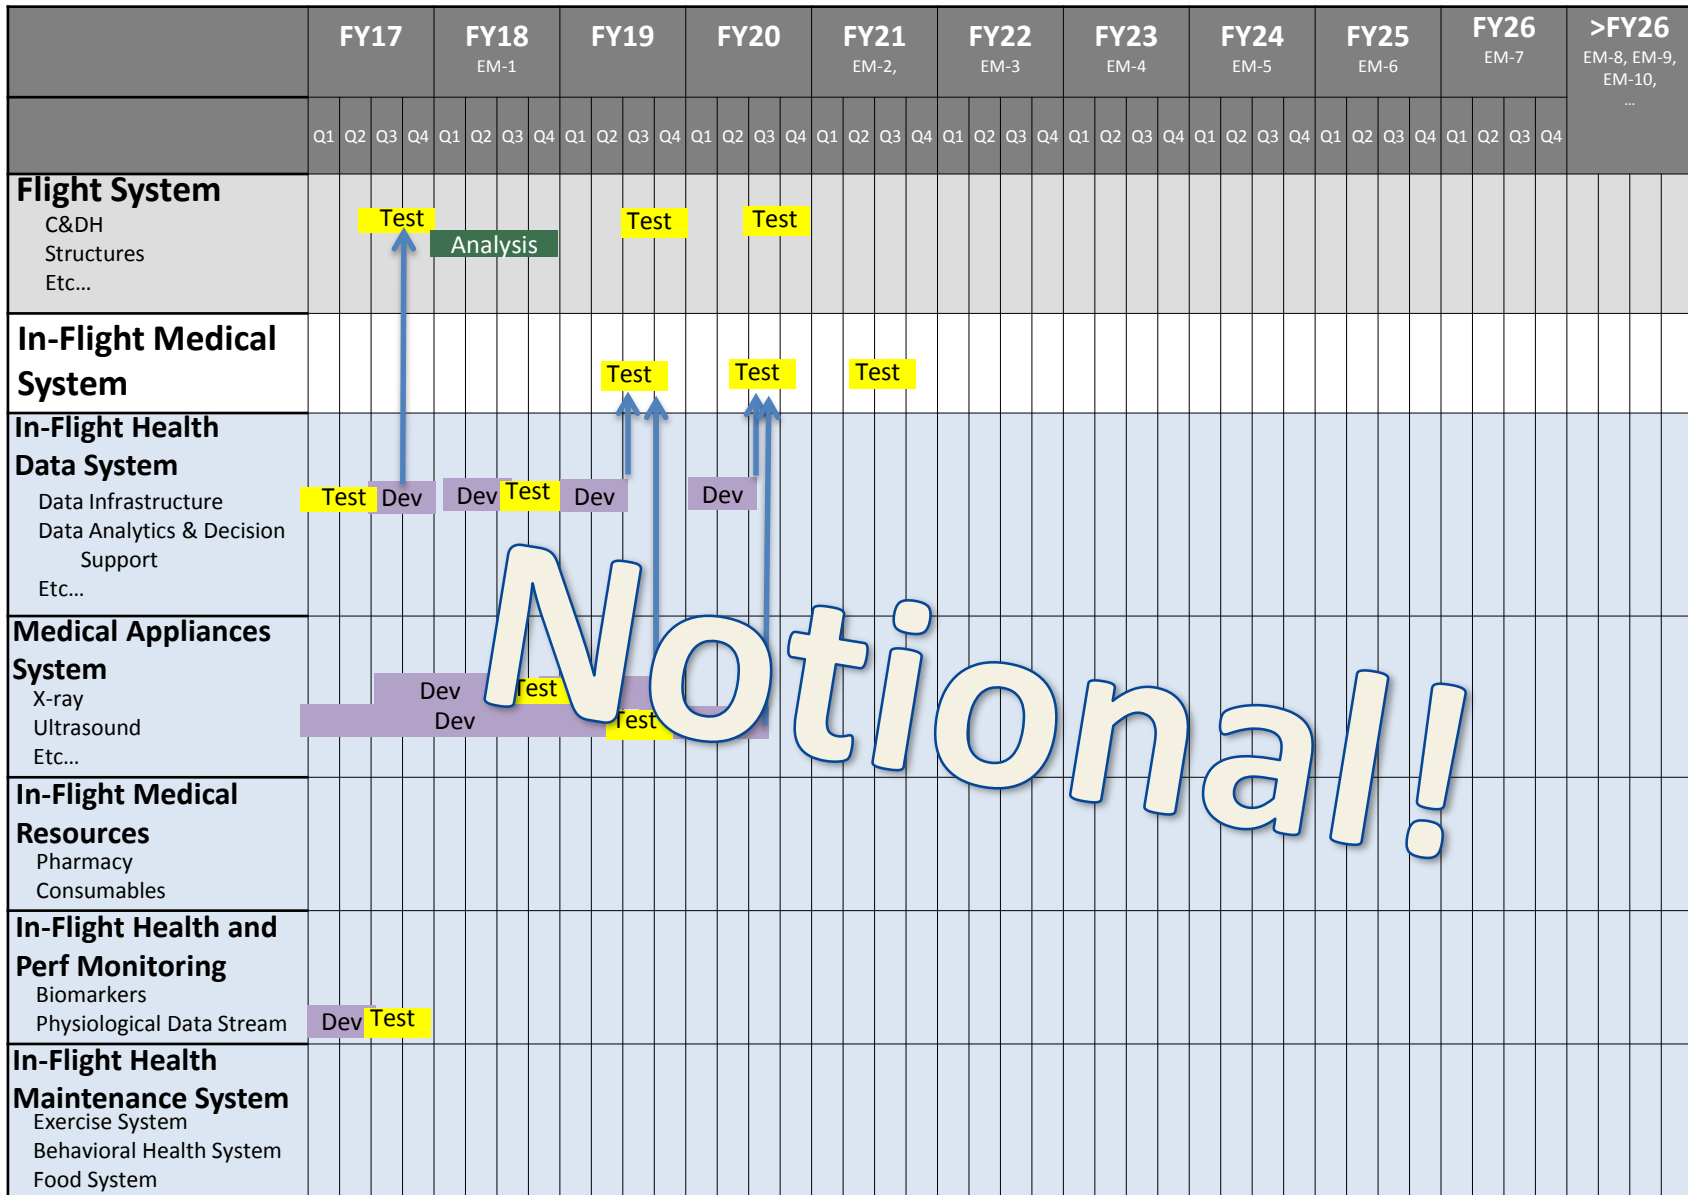 FY17 FY18 FY19 FY20 FY21 FY22 FY23 FY24 FY25 FY26 >FY26
EM-1 EM-2, EM-3 EM-4 EM-5 EM-6 EM-7 EM-8, EM-9,
EM-10,
...
Q1 Q2 Q3 Q4 Q1 Q2 Q3 Q4 Q1 Q2 Q3 Q4 Q1 Q2 Q3 Q4 Q1 Q2 Q3 Q4 Q1 Q2 Q3 Q4 Q1 Q2 Q3 Q4 Q1 Q2 Q3 Q4 Q1 Q2 Q3 Q4 Q1 Q2 Q3 Q4
Flight System
C&DH
Structures
Etc...
Test Test Test
Analysis
In-Flight Medical
System
Test Test Test
In-Flight Health
Data System
Data Infrastructure
Data Analytics & Decision
Support
Etc...
Test Dev Dev Test Dev Dev
Medical Appliances
System
X-ray
Ultrasound
Etc...
Dev Test
Dev Test
Notional!
In-Flight Medical
Resources
Pharmacy
Consumables
In-Flight Health and
Perf Monitoring
Biomarkers
Physiological Data Stream
Dev Test
In-Flight Health
Maintenance System
Exercise System
Behavioral Health System
Food System